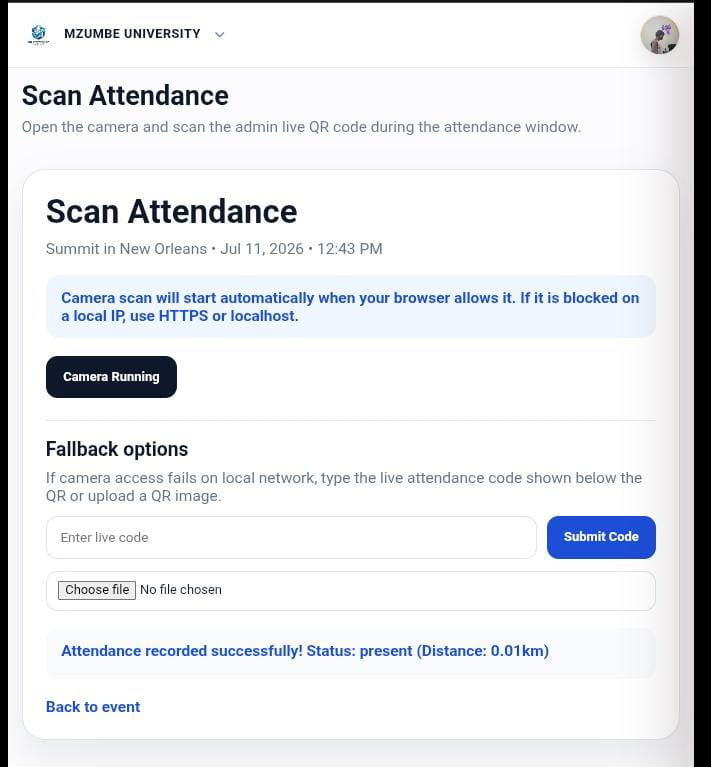 MZUMBE UNIVERSITY
Scan Attendance
Open the camera and scan the admin live QR code during the attendance window.
Scan Attendance
Summit in New Orleans • Jul 11, 2026 • 12:43 PM
Camera scan will start automatically when your browser allows it. If it is blocked on
a local IP, use HTTPS or localhost.
Camera Running
Fallback options
If camera access fails on local network, type the live attendance code shown below the
QR or upload a QR image.
Enter live code
Submit Code
Choose file No file chosen
Attendance recorded successfully! Status: present (Distance: 0.01km)
Back to event